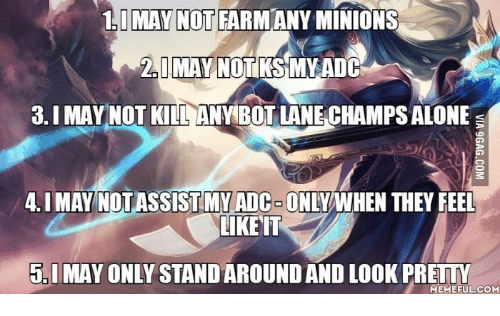 1. I MAY NOT FARM ANY MINIONS
2. I MAY NOT KS MY ADC
3. I MAY NOT KILL ANY BOT LANE CHAMPS ALONE
VIA 9GAG.COM
4. I MAY NOT ASSIST MY ADC - ONLY WHEN THEY FEEL
LIKE IT
5. I MAY ONLY STAND AROUND AND LOOK PRETTY
MEMEFUL.COM